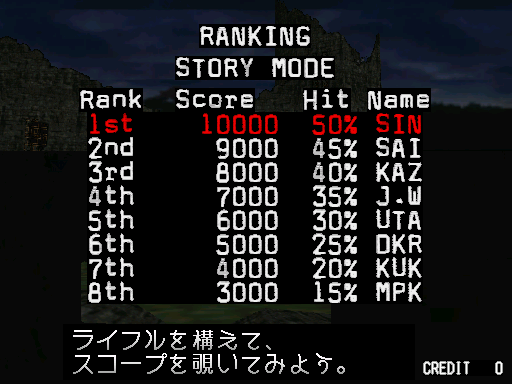 RANKING
STORY MODE
Rank Score Hit Name
1st 10000 50% SIN
2nd 9000 45% SAI
3rd 8000 40% KAZ
4th 7000 35% J.W
5th 6000 30% UTA
6th 5000 25% DKR
7th 4000 20% KUK
8th 3000 15% MPK
ライフルを構えて、
スコープを覗いてみよう。
CREDIT 0